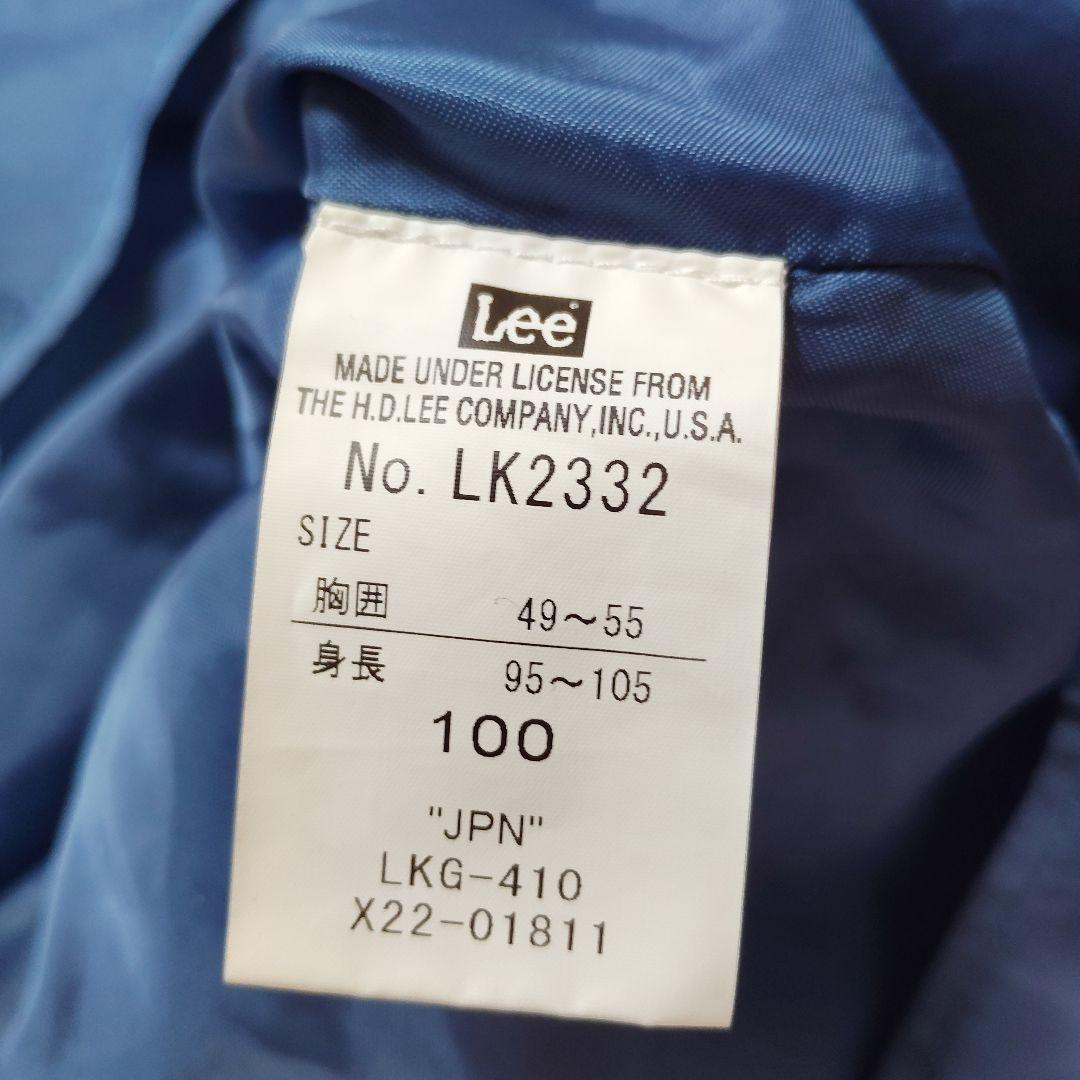 Lee
MADE UNDER LICENSE FROM
THE H.D.LEE COMPANY,INC.,U.S.A.
No. LK2332
SIZE
胸囲 49～55
身長 95～105
100
"JPN"
LKG-410
X22-01811